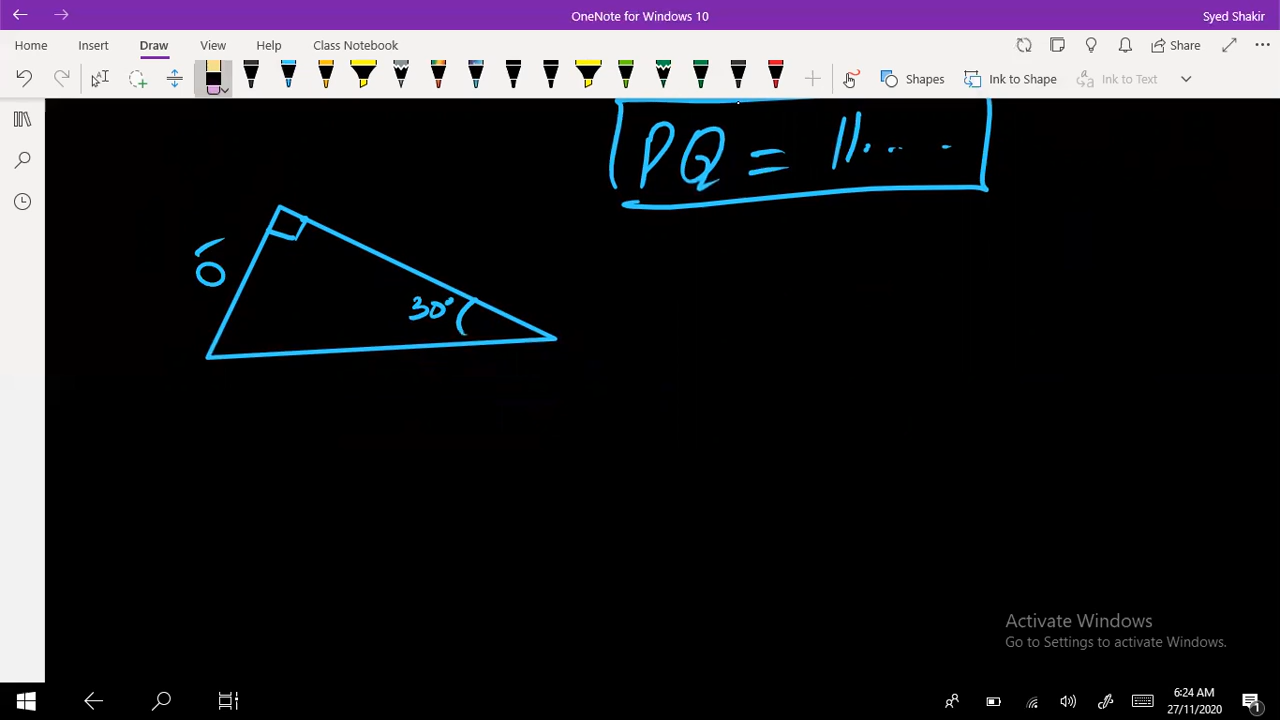 OneNote for Windows 10
Syed Shakir
Home Insert Draw View Help Class Notebook
Share
Shapes Ink to Shape Ink to Text
PQ = 11....
30°
Activate Windows
Go to Settings to activate Windows.
6:24 AM
27/11/2020
1